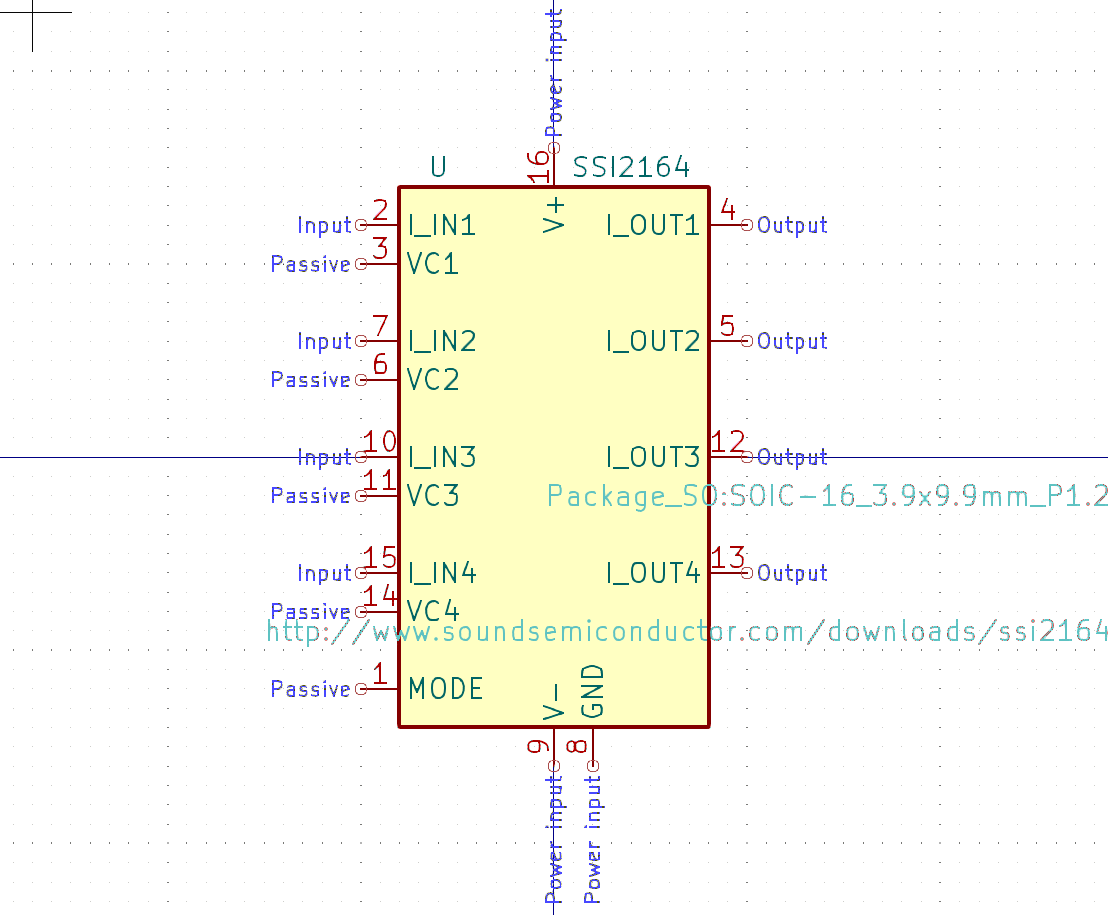 Power input
16
U SSI2164
V+
Input 2 I_IN1 I_OUT1 4 Output
Passive 3 VC1
Input 7 I_IN2 I_OUT2 5 Output
Passive 6 VC2
Input 10 I_IN3 I_OUT3 12 Output
Passive 11 VC3 Package_SO:SOIC-16_3.9x9.9mm_P1.2
Input 15 I_IN4 I_OUT4 13 Output
Passive 14 VC4
http://www.soundsemiconductor.com/downloads/ssi2164
Passive 1 MODE V- GND
9 8
Power input Power input